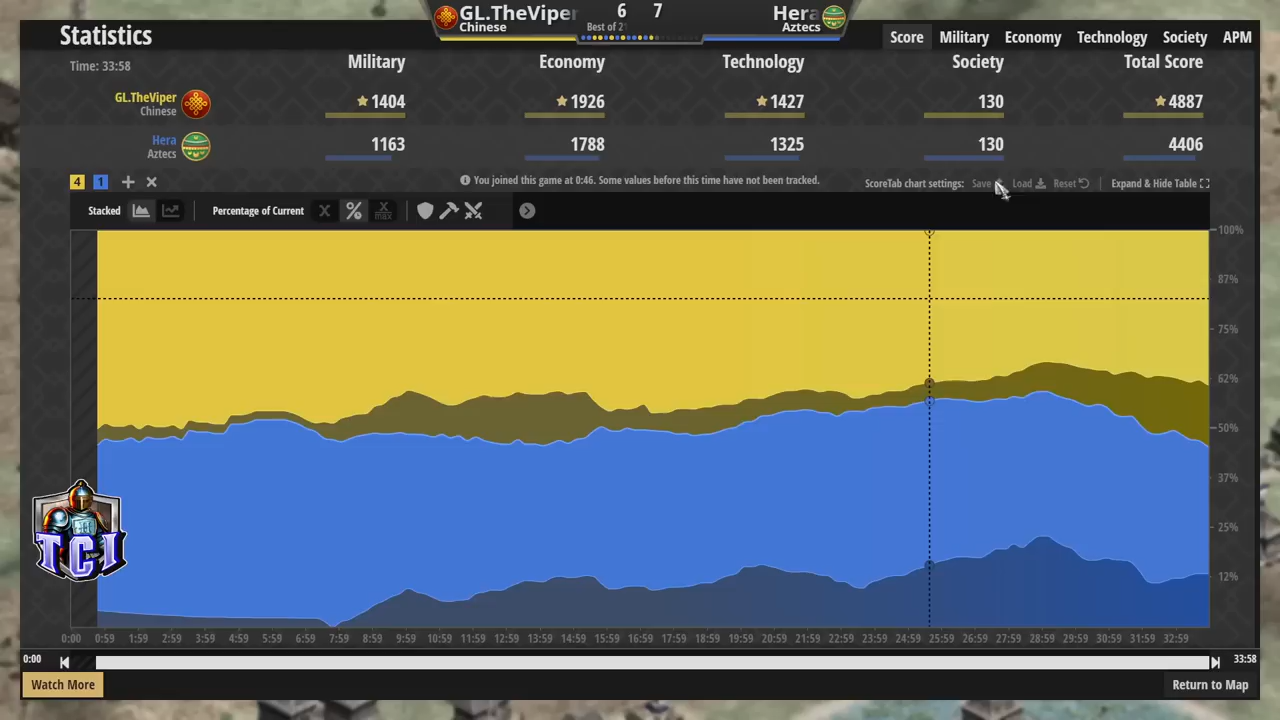 GL.TheViper 6 7 Hera
Chinese Best of 21 Aztecs
Statistics
Score Military Economy Technology Society APM
Time: 33:58
Military Economy Technology Society Total Score
GL.TheViper
Chinese
1404 1926 1427 130 4887
Hera
Aztecs
1163 1788 1325 130 4406
4 1
You joined this game at 0:46. Some values before this time have not been tracked.
ScoreTab chart settings: Save Load Reset Expand & Hide Table
Stacked Percentage of Current X % X max
100%
87%
75%
62%
50%
37%
25%
12%
TCI
0:00 0:59 1:59 2:59 3:59 4:59 5:59 6:59 7:59 8:59 9:59 10:59 11:59 12:59 13:59 14:59 15:59 16:59 17:59 18:59 19:59 20:59 21:59 22:59 23:59 24:59 25:59 26:59 27:59 28:59 29:59 30:59 31:59 32:59
0:00 33:58
Watch More Return to Map